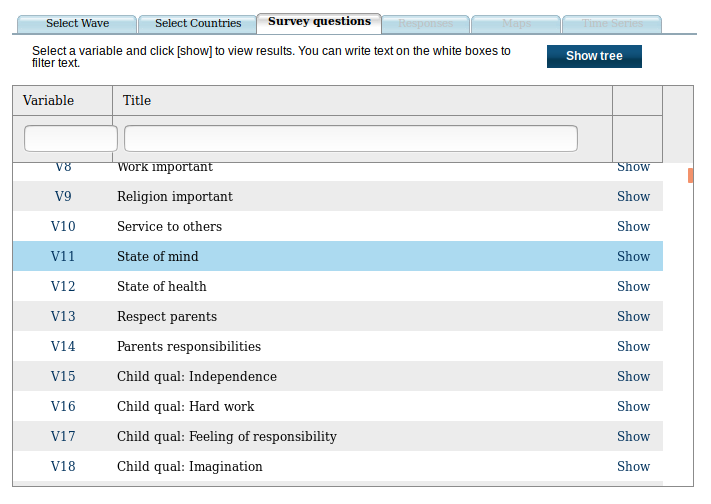 Select Wave Select Countries Survey questions Responses Maps Time Series
Select a variable and click [show] to view results. You can write text on the white boxes to
filter text.
Show tree
Variable Title
V8 Work important Show
V9 Religion important Show
V10 Service to others Show
V11 State of mind Show
V12 State of health Show
V13 Respect parents Show
V14 Parents responsibilities Show
V15 Child qual: Independence Show
V16 Child qual: Hard work Show
V17 Child qual: Feeling of responsibility Show
V18 Child qual: Imagination Show